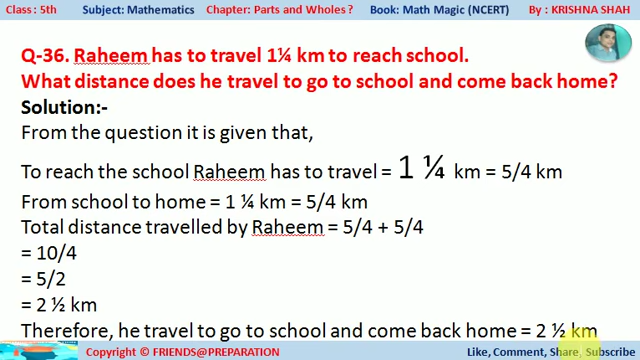 Class : 5th Subject: Mathematics Chapter: Parts and Wholes ? Book: Math Magic (NCERT) By : KRISHNA SHAH
Q-36. Raheem has to travel 1¼ km to reach school.
What distance does he travel to go to school and come back home?
Solution:-
From the question it is given that,
To reach the school Raheem has to travel = 1 ¼ km = 5/4 km
From school to home = 1 ¼ km = 5/4 km
Total distance travelled by Raheem = 5/4 + 5/4
= 10/4
= 5/2
= 2 ½ km
Therefore, he travel to go to school and come back home = 2 ½ km
Copyright © FRIENDS@PREPARATION Like, Comment, Share, Subscribe